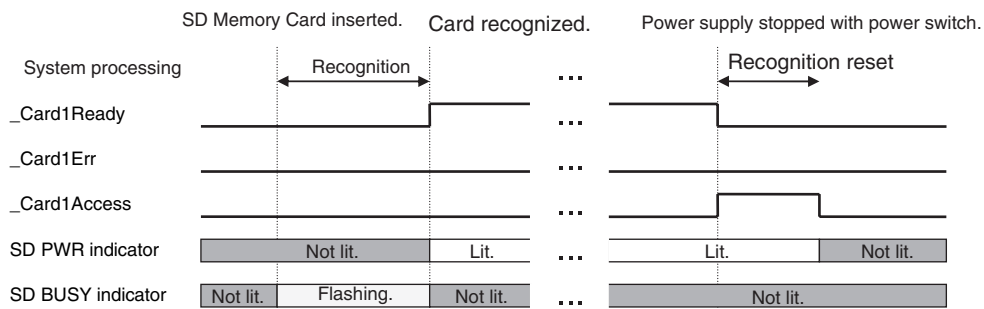 SD Memory Card inserted. Card recognized. Power supply stopped with power switch.
System processing Recognition ... Recognition reset
_Card1Ready ...
_Card1Err ...
_Card1Access ...
SD PWR indicator Not lit. Lit. ... Lit. Not lit.
SD BUSY indicator Not lit. Flashing. Not lit. ... Not lit.